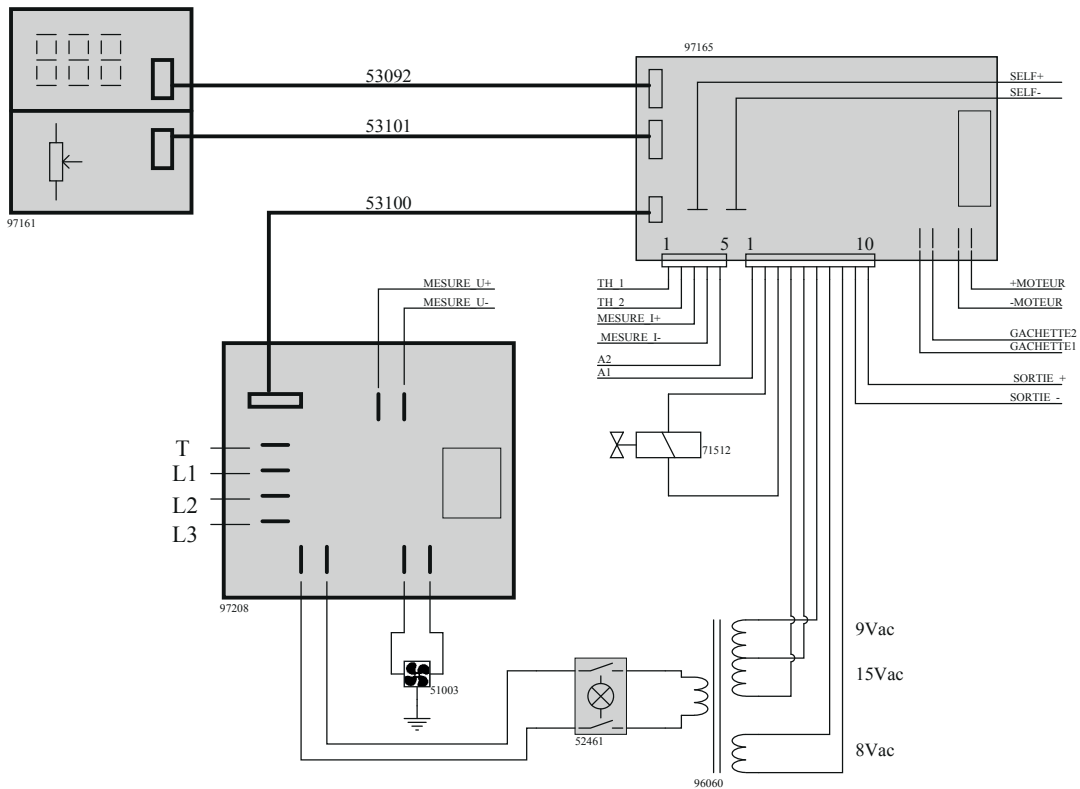 97165
SELF+
53092
SELF-
53101
97161
53100
1 5 1 10
MESURE U+
TH 1
+MOTEUR
MESURE U-
TH 2
-MOTEUR
MESURE I+
MESURE I-
GACHETTE2
GACHETTE1
A2
A1
SORTIE +
SORTIE -
T
71512
L1
L2
L3
97208
9Vac
15Vac
51003
52461
8Vac
96060